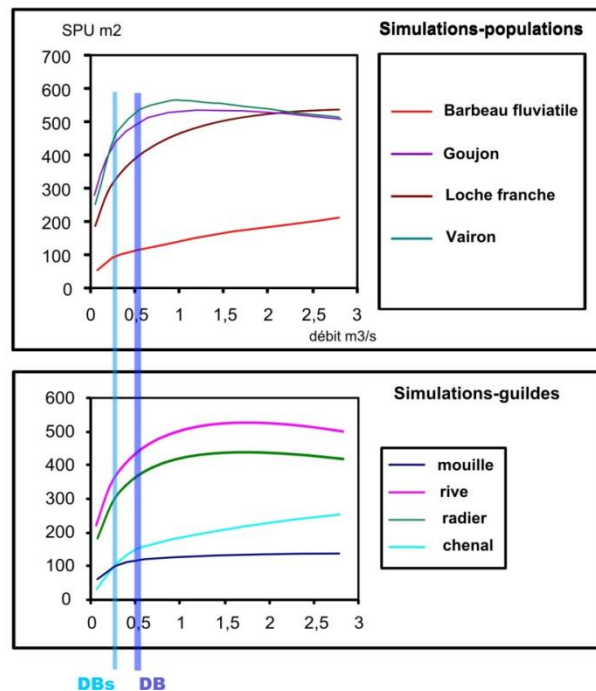 SPU m2
Simulations-populations
700
600
500
400
300
200
100
0
0 0,5 1 1,5 2 2,5 3
débit m3/s
Barbeau fluviatile
Goujon
Loche franche
Vairon
Simulations-guildes
600
500
400
300
200
100
0
0 0,5 1 1,5 2 2,5 3
mouille
rive
radier
chenal
DBs DB